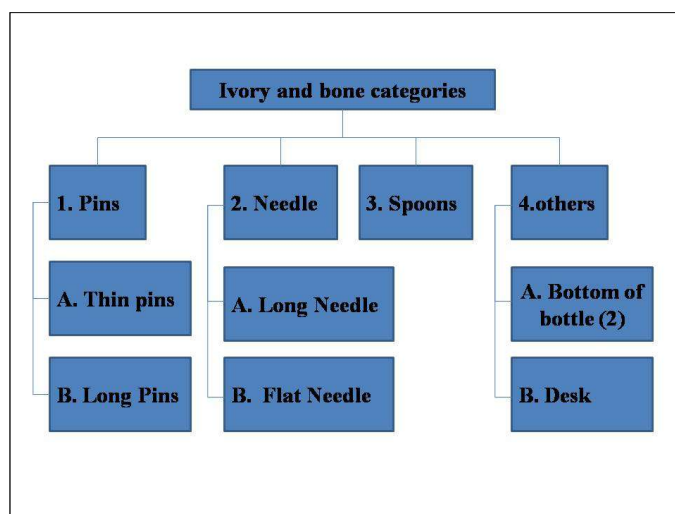 Ivory and bone categories
1. Pins
2. Needle
3. Spoons
4.others
A. Thin pins
A. Long Needle
A. Bottom of
bottle (2)
B. Long Pins
B. Flat Needle
B. Desk